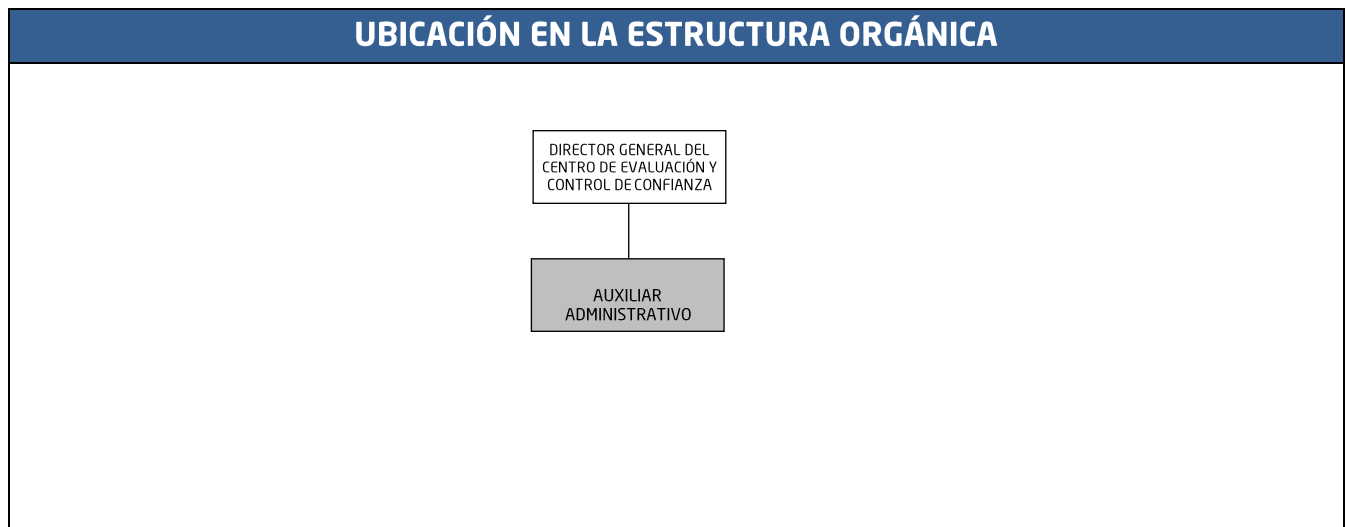 UBICACIÓN EN LA ESTRUCTURA ORGÁNICA
DIRECTOR GENERAL DEL
CENTRO DE EVALUACIÓN Y
CONTROL DE CONFIANZA
AUXILIAR
ADMINISTRATIVO